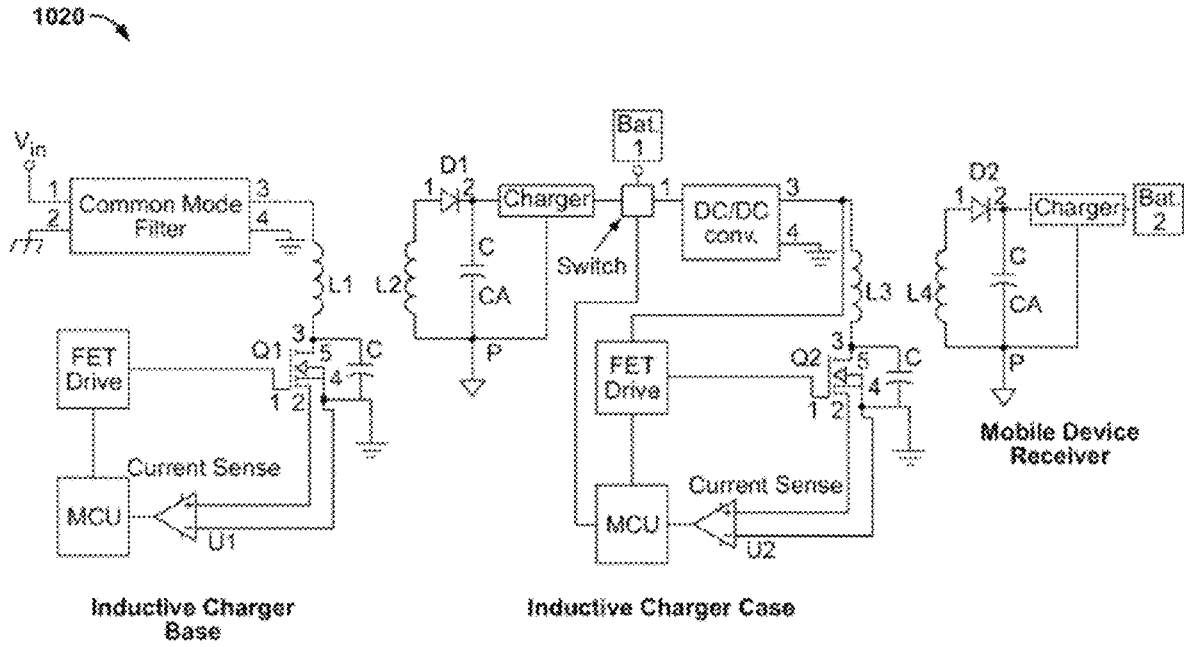 1020
Vin
1
2
Common Mode
Filter
3
4
L1
FET
Drive
Q1
3
5
4
1
2
C
Current Sense
MCU
U1
Inductive Charger
Base
L2
1
D1
2
C
CA
P
Charger
Bat.
1
Switch
1
DC/DC
conv.
3
4
L3
FET
Drive
Q2
3
5
4
1
2
C
Current Sense
MCU
U2
Inductive Charger Case
L4
1
D2
2
C
CA
P
Charger
Bat.
2
Mobile Device
Receiver